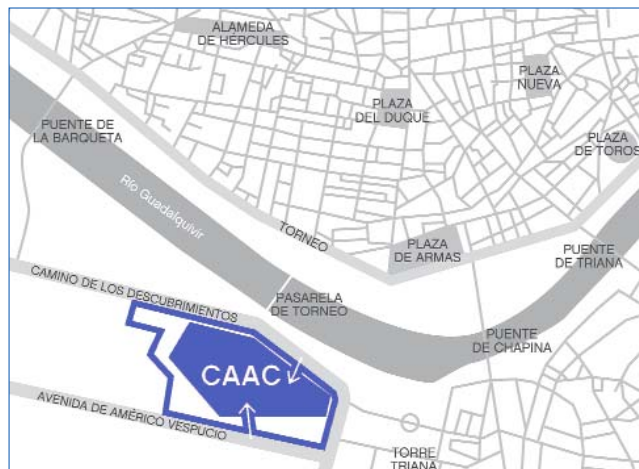 ALAMEDA
DE HÉRCULES
PLAZA
NUEVA
PLAZA
DEL DUQUE
PUENTE DE
LA BARQUETA
PLAZA
DE TOROS
Río Guadalquivir
TORNEO
PLAZA
DE ARMAS
PUENTE
DE TRIANA
CAMINO DE LOS DESCUBRIMIENTOS
PASARELA
DE TORNEO
PUENTE
DE CHAPINA
CAAC
AVENIDA DE AMÉRICO VESPUCIO
TORRE
TRIANA